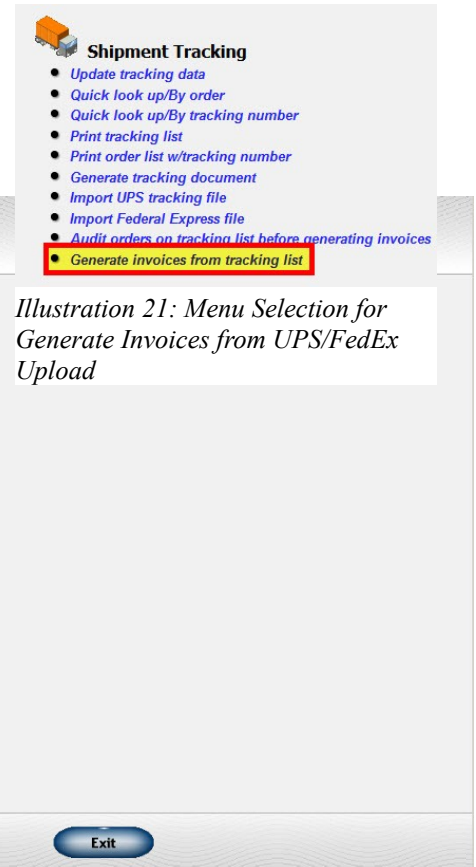 Shipment Tracking
Update tracking data
Quick look up/By order
Quick look up/By tracking number
Print tracking list
Print order list w/tracking number
Generate tracking document
Import UPS tracking file
Import Federal Express file
Audit orders on tracking list before generating invoices
Generate invoices from tracking list
Illustration 21: Menu Selection for
Generate Invoices from UPS/FedEx
Upload
Exit